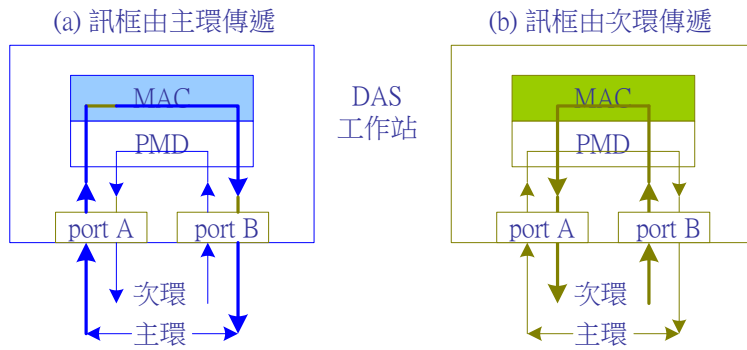 (a) 訊框由主環傳遞
(b) 訊框由次環傳遞
MAC
PMD
port A
port B
次環
主環
DAS
工作站
MAC
PMD
port A
port B
次環
主環